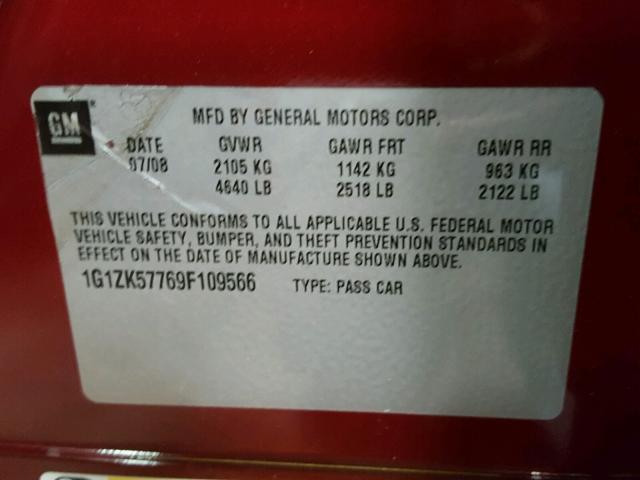 GM
MFD BY GENERAL MOTORS CORP.
DATE GVWR GAWR FRT GAWR RR
07/08 2105 KG 1142 KG 963 KG
4640 LB 2518 LB 2122 LB
THIS VEHICLE CONFORMS TO ALL APPLICABLE U.S. FEDERAL MOTOR
VEHICLE SAFETY, BUMPER, AND THEFT PREVENTION STANDARDS IN
EFFECT ON THE DATE OF MANUFACTURE SHOWN ABOVE.
1G1ZK57769F109566 TYPE: PASS CAR